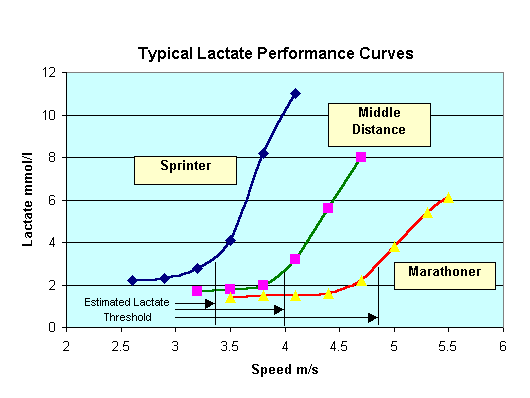 Typical Lactate Performance Curves
12
10
8
6
4
2
0
Lactate mmol/l
Middle
Distance
Sprinter
Marathoner
Estimated Lactate
Threshold
2
2.5
3
3.5
4
4.5
5
5.5
6
Speed m/s